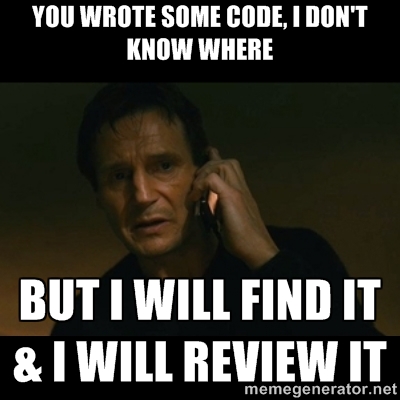 YOU WROTE SOME CODE, I DON'T
KNOW WHERE
BUT I WILL FIND IT
& I WILL REVIEW IT
memegenerator.net